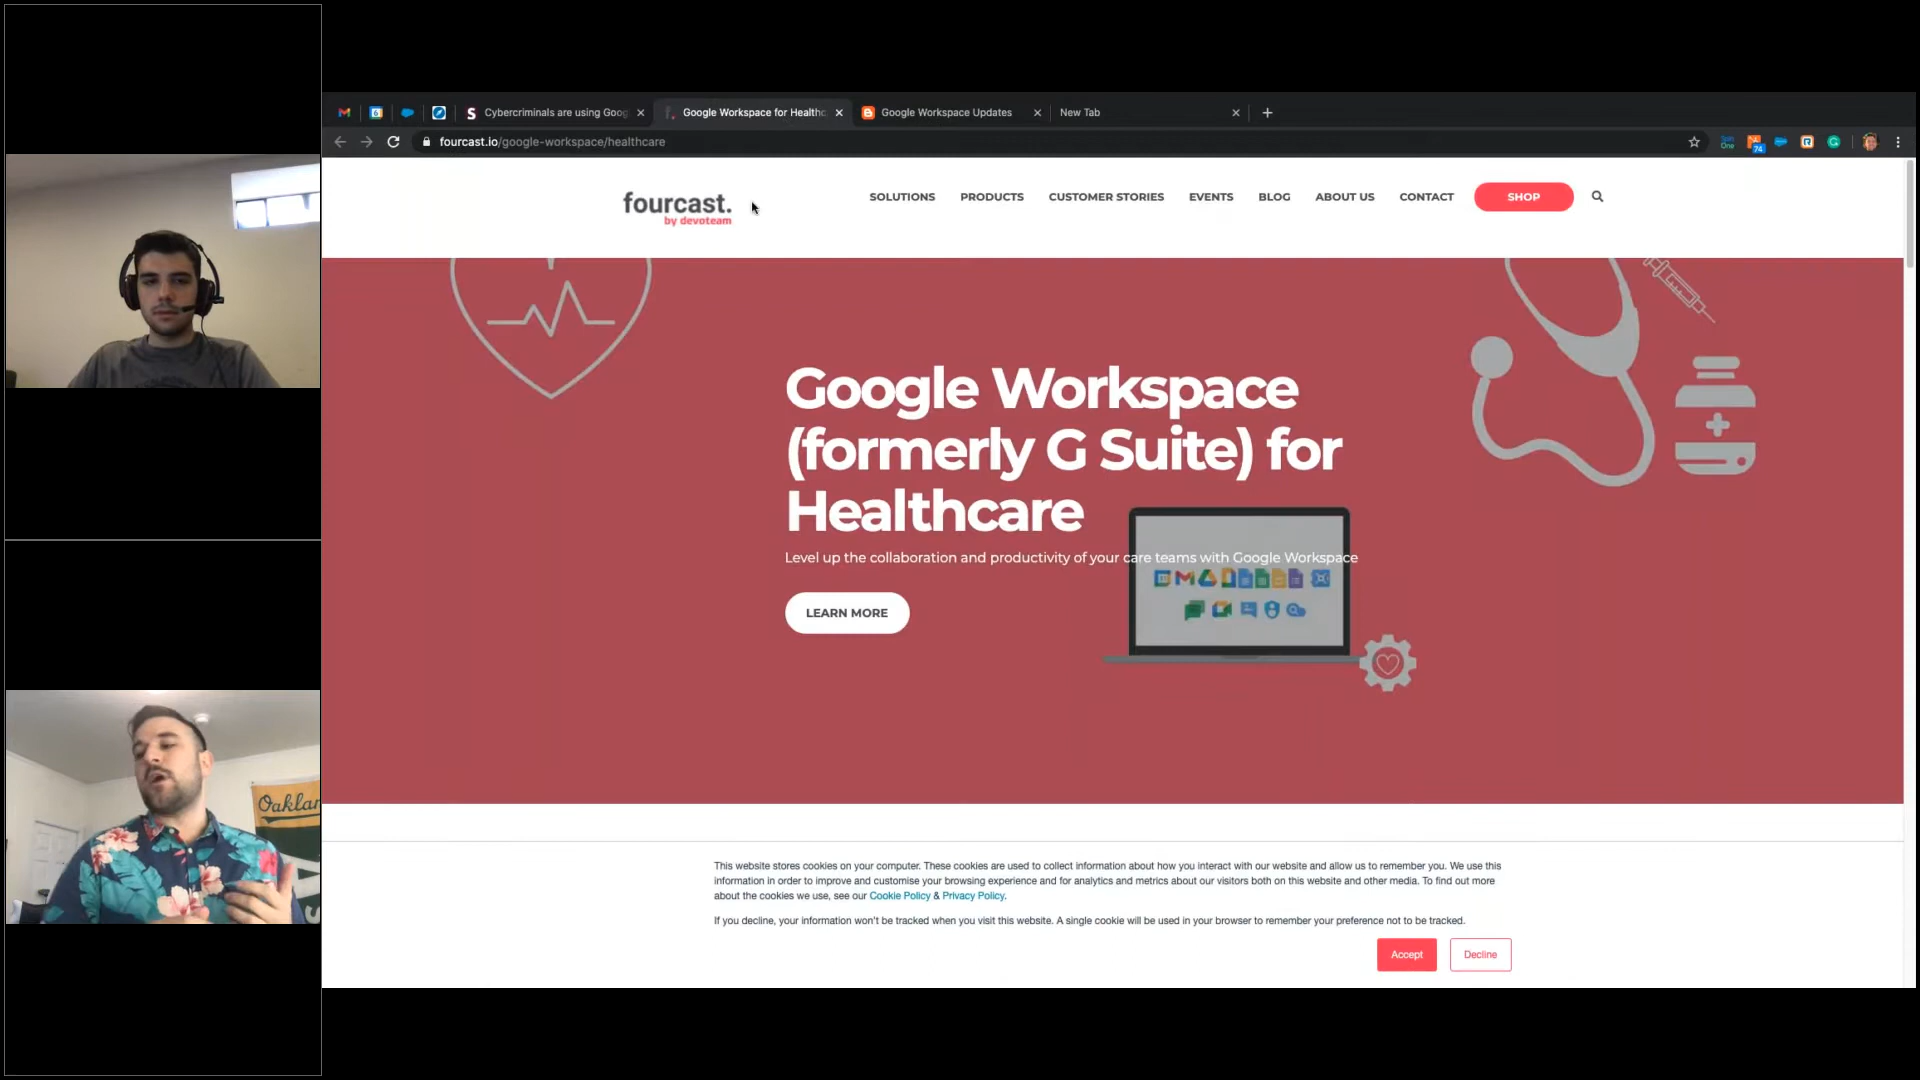 Cybercriminals are using Goog
Google Workspace for Healthc
Google Workspace Updates
New Tab
fourcast.io/google-workspace/healthcare
74
fourcast.
by devoteam
SOLUTIONS
PRODUCTS
CUSTOMER STORIES
EVENTS
BLOG
ABOUT US
CONTACT
SHOP
Google Workspace
(formerly G Suite) for
Healthcare
Level up the collaboration and productivity of your care teams with Google Workspace
LEARN MORE
Oaklan
This website stores cookies on your computer. These cookies are used to collect information about how you interact with our website and allow us to remember you. We use this
information in order to improve and customise your browsing experience and for analytics and metrics about our visitors both on this website and other media. To find out more
about the cookies we use, see our Cookie Policy & Privacy Policy.
If you decline, your information won't be tracked when you visit this website. A single cookie will be used in your browser to remember your preference not to be tracked.
Accept
Decline